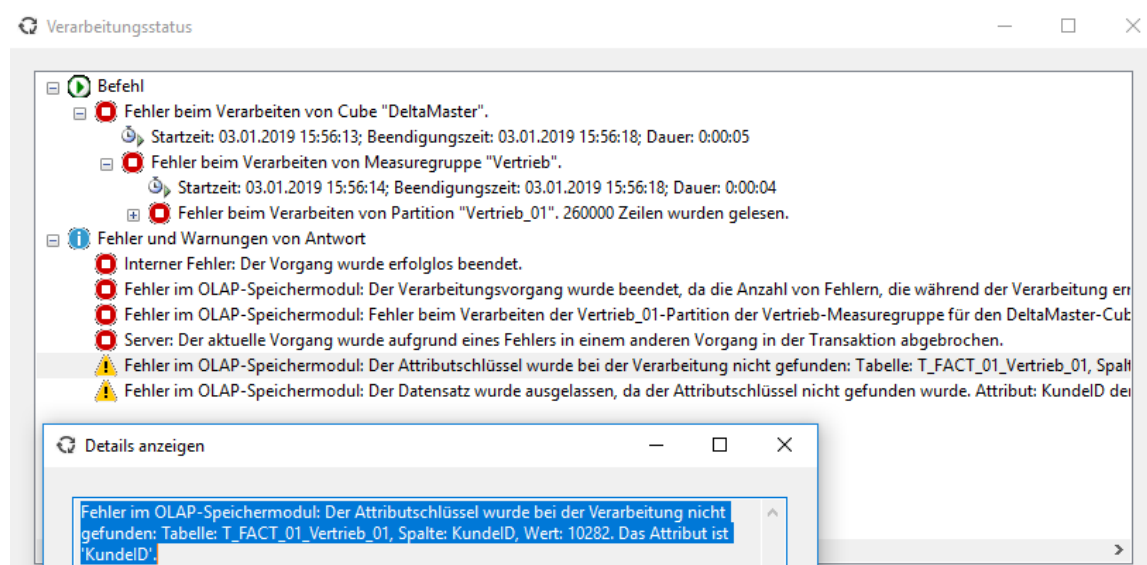 Verarbeitungsstatus
Befehl
Fehler beim Verarbeiten von Cube "DeltaMaster".
Startzeit: 03.01.2019 15:56:13; Beendigungszeit: 03.01.2019 15:56:18; Dauer: 0:00:05
Fehler beim Verarbeiten von Measuregruppe "Vertrieb".
Startzeit: 03.01.2019 15:56:14; Beendigungszeit: 03.01.2019 15:56:18; Dauer: 0:00:04
Fehler beim Verarbeiten von Partition "Vertrieb_01". 260000 Zeilen wurden gelesen.
Fehler und Warnungen von Antwort
Interner Fehler: Der Vorgang wurde erfolglos beendet.
Fehler im OLAP-Speichermodul: Der Verarbeitungsvorgang wurde beendet, da die Anzahl von Fehlern, die während der Verarbeitung
Fehler im OLAP-Speichermodul: Fehler beim Verarbeiten der Vertrieb_01-Partition der Vertrieb-Measuregruppe für den DeltaMaster-Cub
Server: Der aktuelle Vorgang wurde aufgrund eines Fehlers in einem anderen Vorgang in der Transaktion abgebrochen.
Fehler im OLAP-Speichermodul: Der Attributschlüssel wurde bei der Verarbeitung nicht gefunden: Tabelle: T_FACT_01_Vertrieb_01, Spalt
Fehler im OLAP-Speichermodul: Der Datensatz wurde ausgelassen, da der Attributschlüssel nicht gefunden wurde. Attribut: KundeID
Details anzeigen
Fehler im OLAP-Speichermodul: Der Attributschlüssel wurde bei der Verarbeitung nicht
gefunden: Tabelle: T_FACT_01_Vertrieb_01, Spalte: KundeID, Wert: 10282. Das Attribut ist
'KundeID'.